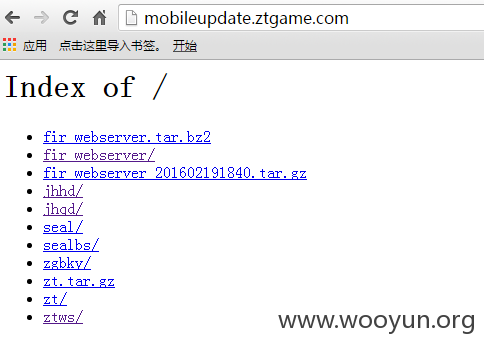 mobileupdate.ztgame.com
应用 点击这里导入书签。 开始
Index of /
fir_webserver.tar.bz2
fir_webserver/
fir_webserver_201602191840.tar.gz
jhhd/
jhqd/
seal/
sealbs/
zgbkv/
zt.tar.gz
zt/
ztws/
www.wooyun.org